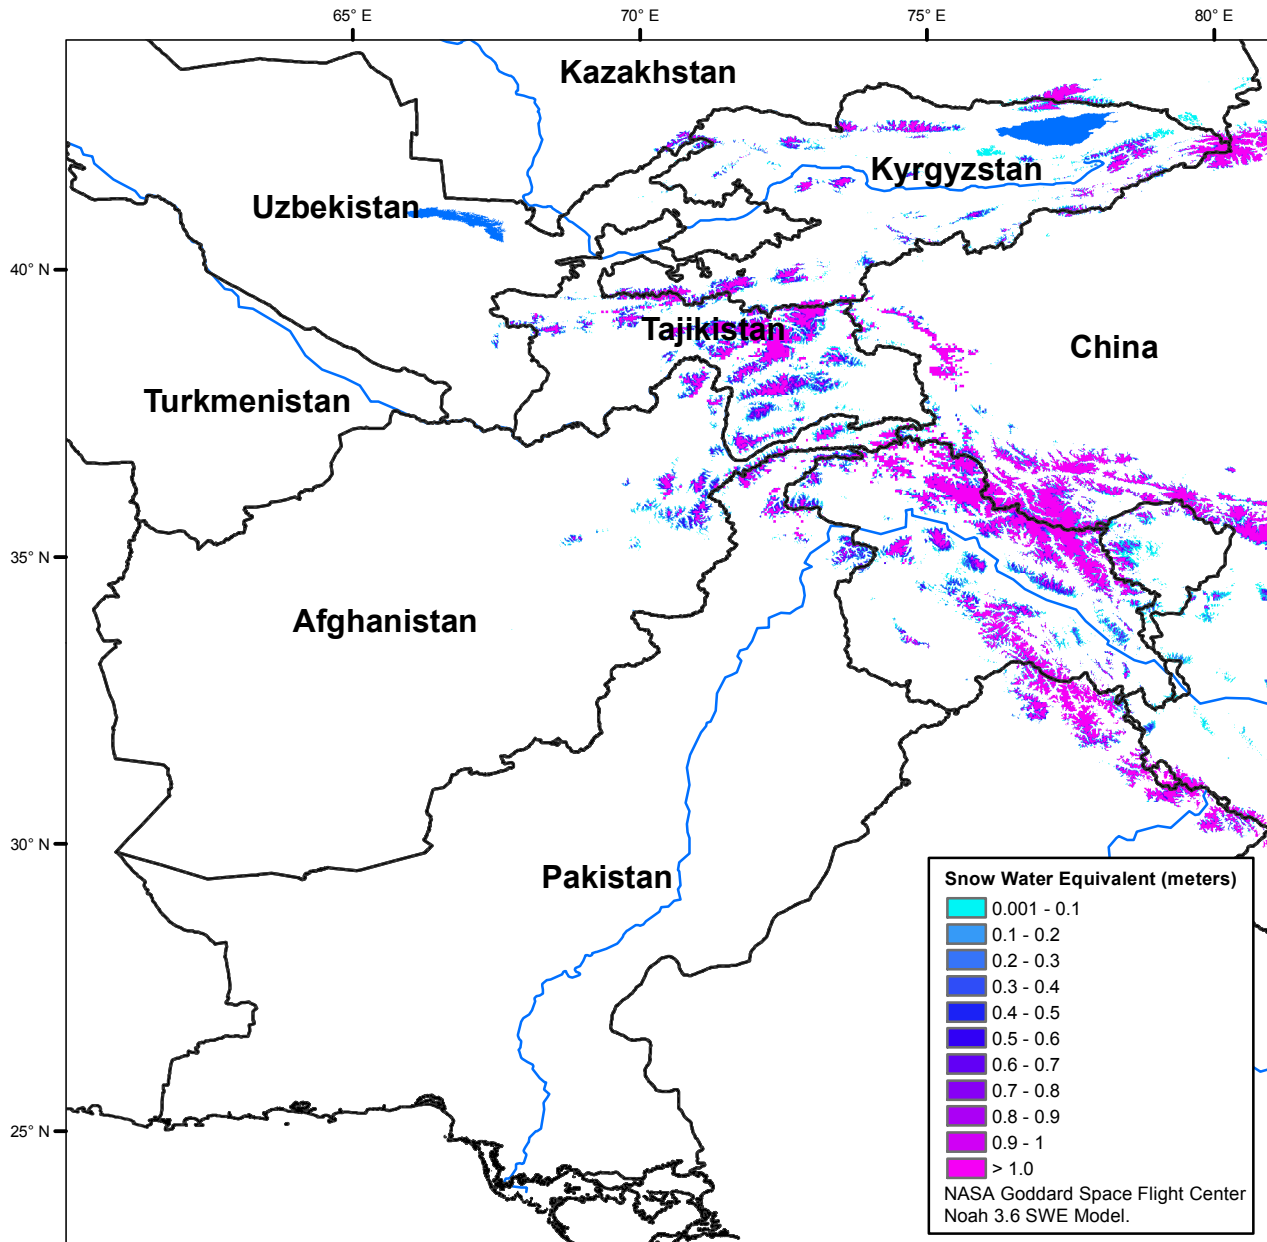 65° E
70° E
75° E
80° E
Kazakhstan
Kyrgyzstan
Uzbekistan
40° N
Tajikistan
China
Turkmenistan
35° N
Afghanistan
30° N
Pakistan
25° N
Snow Water Equivalent (meters)
0.001 - 0.1
0.1 - 0.2
0.2 - 0.3
0.3 - 0.4
0.4 - 0.5
0.5 - 0.6
0.6 - 0.7
0.7 - 0.8
0.8 - 0.9
0.9 - 1
> 1.0
NASA Goddard Space Flight Center
Noah 3.6 SWE Model.